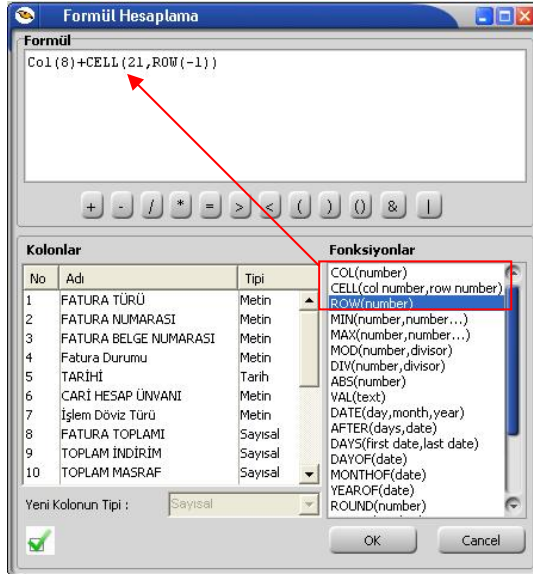 Formül Hesaplama
Formül
Col(8)+CELL(21,ROW(-1))
+ - / * = > < ( ) () & |
Kolonlar
No Adı Tipi
1 FATURA TÜRÜ Metin
2 FATURA NUMARASI Metin
3 FATURA BELGE NUMARASI Metin
4 Fatura Durumu Metin
5 TARİHİ Tarih
6 CARİ HESAP ÜNVANI Metin
7 İşlem Döviz Türü Metin
8 FATURA TOPLAMI Sayısal
9 TOPLAM İNDİRİM Sayısal
10 TOPLAM MASRAF Sayısal
Yeni Kolonun Tipi : Sayısal
Fonksiyonlar
COL(number)
CELL(col number,row number)
ROW(number)
MIN(number,number...)
MAX(number,number...)
MOD(number,divisor)
DIV(number,divisor)
ABS(number)
VAL(text)
DATE(day,month,year)
AFTER(days,date)
DAYS(first date,last date)
DAYOF(date)
MONTHOF(date)
YEAROF(date)
ROUND(number)
OK Cancel